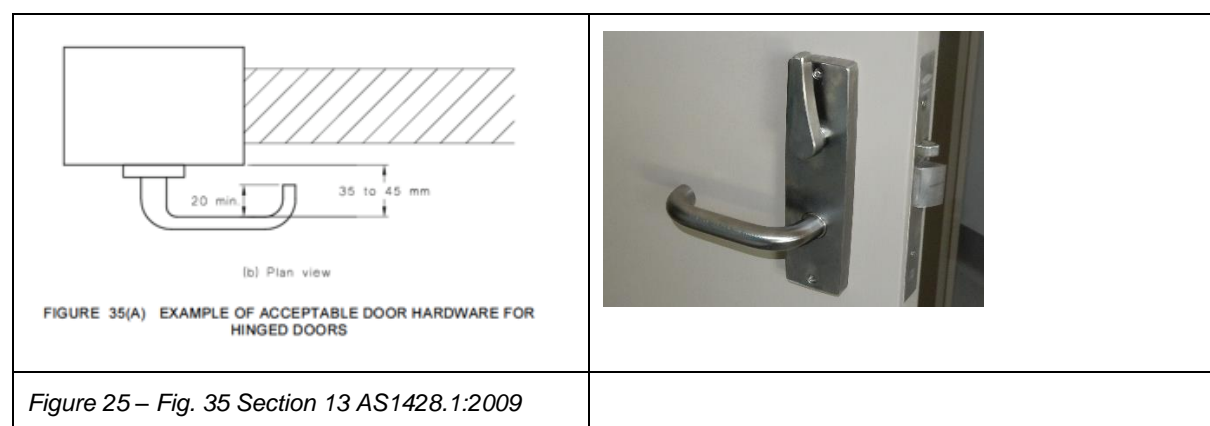 20 min.
35 to 45 mm
(b) Plan view
FIGURE 35(A) EXAMPLE OF ACCEPTABLE DOOR HARDWARE FOR
HINGED DOORS
Figure 25 – Fig. 35 Section 13 AS1428.1:2009